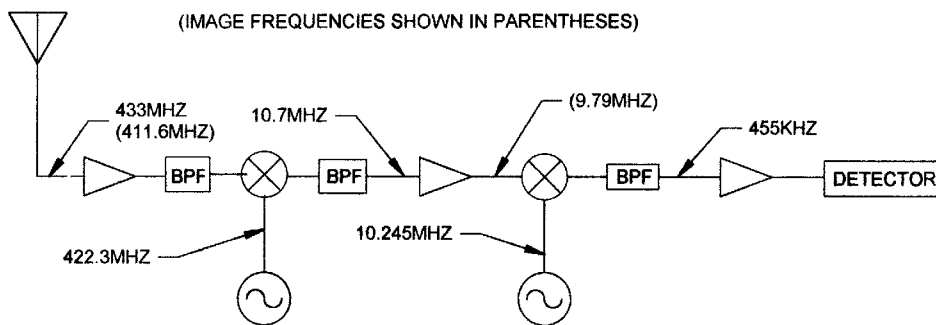 (IMAGE FREQUENCIES SHOWN IN PARENTHESES)
433MHZ
(411.6MHZ)
10.7MHZ
(9.79MHZ)
455KHZ
BPF
BPF
BPF
DETECTOR
422.3MHZ
10.245MHZ